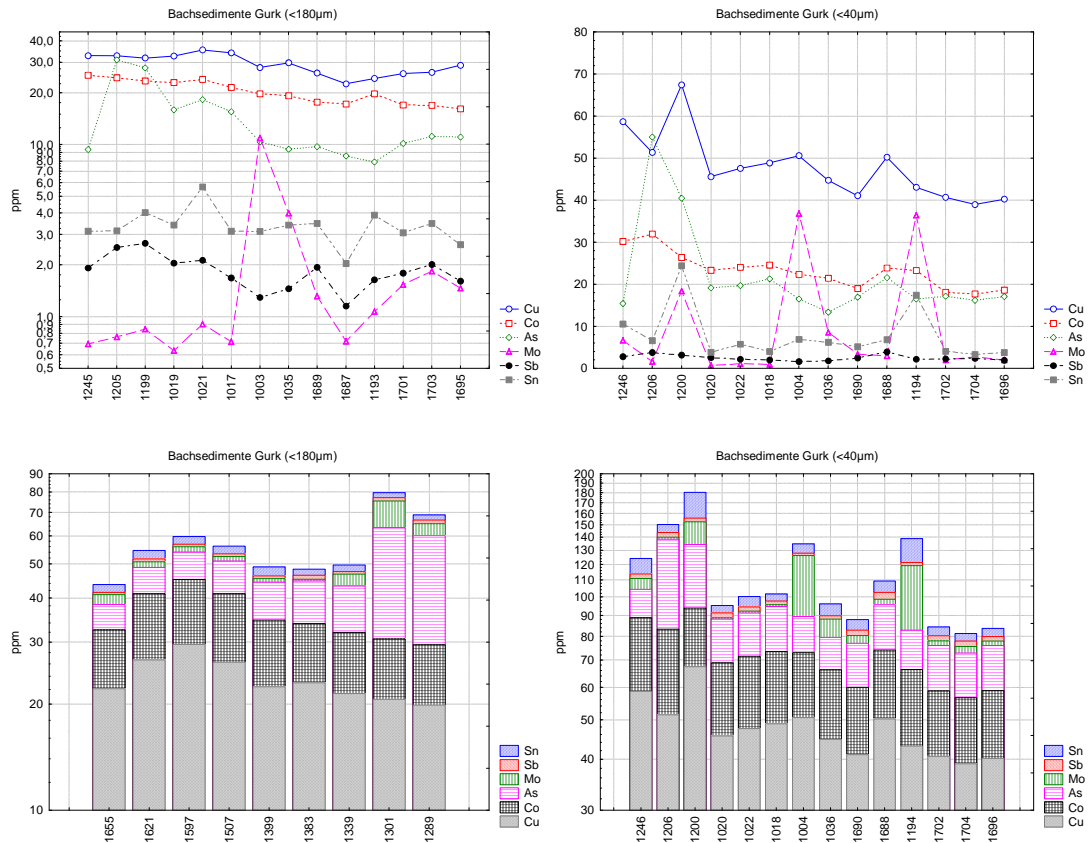 Bachsedimente Gurk (<180µm)
40,0
30,0
20,0
10,0
9,0
8,0
7,0
6,0
5,0
4,0
3,0
2,0
1,0
0,9
0,8
0,7
0,6
0,5
ppm
1245 1205 1199 1019 1021 1017 1003 1035 1689 1687 1193 1701 1703 1695
Cu
Co
As
Mo
Sb
Sn
Bachsedimente Gurk (<40µm)
80
70
60
50
40
30
20
10
0
ppm
1246 1206 1200 1020 1022 1018 1004 1036 1690 1688 1194 1702 1704 1696
Cu
Co
As
Mo
Sb
Sn
Bachsedimente Gurk (<180µm)
90
80
70
60
50
40
30
20
10
ppm
1655 1621 1597 1507 1399 1383 1339 1301 1289
Sn
Sb
Mo
As
Co
Cu
Bachsedimente Gurk (<40µm)
200
190
180
170
160
150
140
130
120
110
100
90
80
70
60
50
40
30
ppm
1246 1206 1200 1020 1022 1018 1004 1036 1690 1688 1194 1702 1704 1696
Sn
Sb
Mo
As
Co
Cu